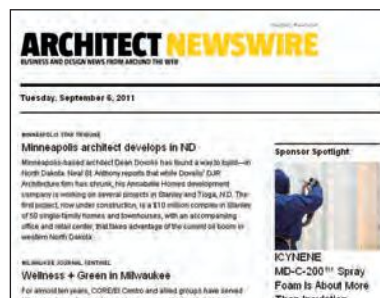 ARCHITECT NEWSWIRE
BUSINESS AND DESIGN NEWS FROM AROUND THE WEB
Tuesday, September 6, 2011
MINNEAPOLIS STAR TRIBUNE
Minneapolis architect develops in ND
Minneapolis-based architect Dean Dovolis has found a way to build—in
North Dakota. Neal St. Anthony reports that while Dovolis' DJR
Architecture firm has shrunk, his Annabelle Homes development
company is working on several projects in Stanley and Tioga, N.D. The
first project, now under construction, is a $10 million complex in Stanley
of 50 single-family homes and townhouses, with an accompanying
office and retail center, that takes advantage of the current oil boom in
western North Dakota.
MILWAUKEE JOURNAL SENTINEL
Wellness + Green in Milwaukee
For almost ten years, CORE/El Centro and allied groups have served
Sponsor Spotlight
ICYNENE
MD-C-200™ Spray
Foam Is About More
Than Insulation